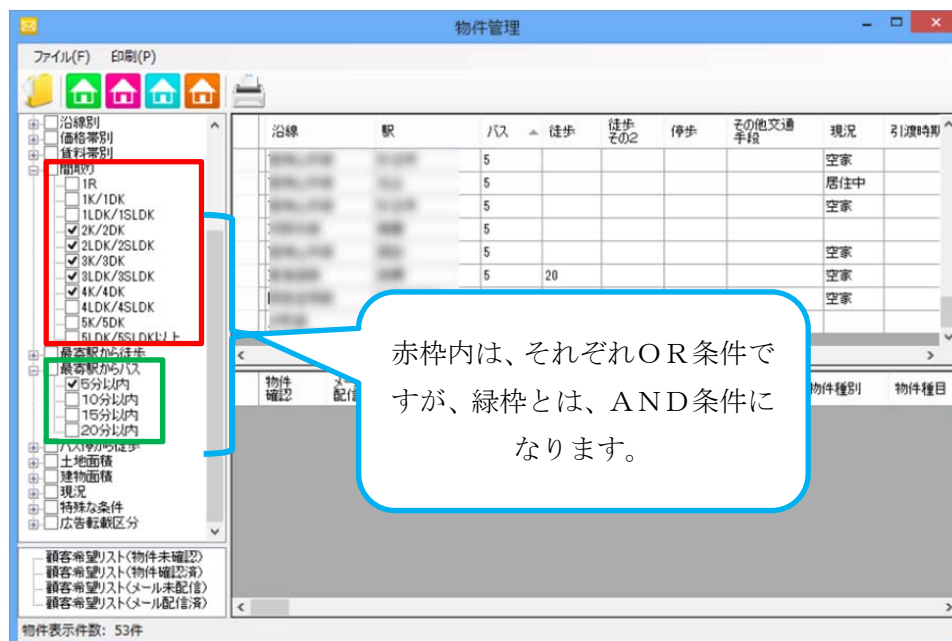 物件管理
ファイル(F) 印刷(P)
沿線別
価格帯別
賃料帯別
間取り
1R
1K/1DK
1LDK/1SLDK
2K/2DK
2LDK/2SLDK
3K/3DK
3LDK/3SLDK
4K/4DK
4LDK/4SLDK
5K/5DK
5LDK/5SLDK以上
最寄駅から徒歩
最寄駅からバス
5分以内
10分以内
15分以内
20分以内
バス停から徒歩
土地面積
建物面積
現況
特殊な条件
広告転載区分
顧客希望リスト(物件未確認)
顧客希望リスト(物件確認済)
顧客希望リスト(メール未配信)
顧客希望リスト(メール配信済)
沿線 駅 バス 徒歩 徒歩その2 停歩 その他交通手段 現況 引渡時期
5 空家
5 居住中
5 空家
5
5 空家
5 20 空家
空家
物件確認 物件種別 物件種目
赤枠内は、それぞれOR条件で
すが、緑枠とは、AND条件に
なります。
物件表示件数: 53件